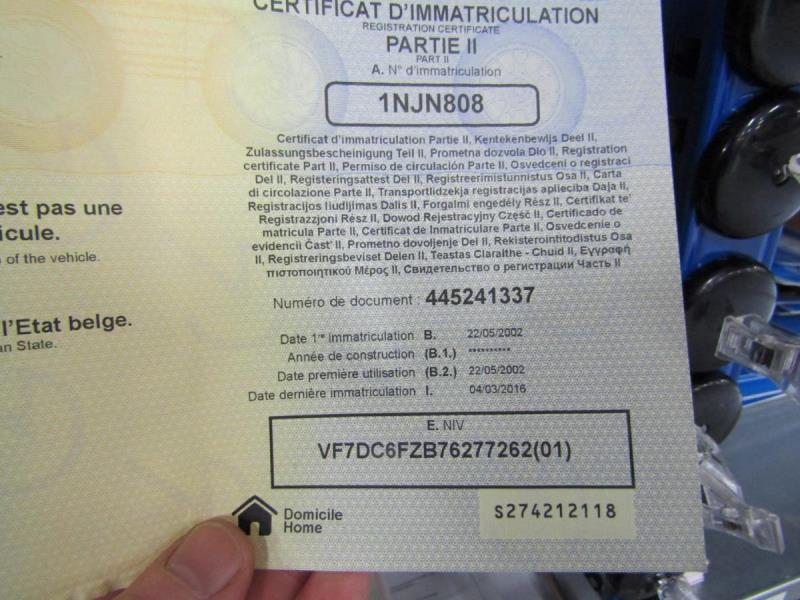 CERTIFICAT D'IMMATRICULATION
REGISTRATION CERTIFICATE
PARTIE II
PART II
A. N° d'immatriculation
1NJN808
Certificat d'immatriculation Partie II, Kentekenbewijs Deel II,
Zulassungsbescheinigung Teil II, Prometna dozvola Dio II, Registration
certificate Part II, Permiso de circulación Parte II, Osvedceni o registraci
Del II, Registeringsattest Del II, Registreerimistunnistus Osa II, Carta
di circolazione Parte II, Transportlidzekja registracijas aplieciba Daja II,
Registracijos liudijimas Dalis II, Forgalmi engedély Rész II, Certifikat te'
Registrazzjoni Rész II, Dowod Rejestracyjny Część II, Certificado de
matricula Parte II, Certificat de Inmatriculare Parte II, Osvedcenie o
evidencii Čast' II, Prometno dovoljenje Del II, Rekisterointitodistus Osa
II, Registreringsbeviset Delen II, Teastas Claraithe - Chuid II, Εγγραφή
πιστοποιητικού Μέρος II, Свидетельство о регистрации Часть II
est pas une
icule.
of the vehicle.
Numéro de document : 445241337
l'Etat belge.
an State.
Date 1re immatriculation B. 22/05/2002
Année de construction (B.1.) **********
Date première utilisation (B.2.) 22/05/2002
Date dernière immatriculation I. 04/03/2016
E. NIV
VF7DC6FZB76277262(01)
Domicile
Home
S274212118